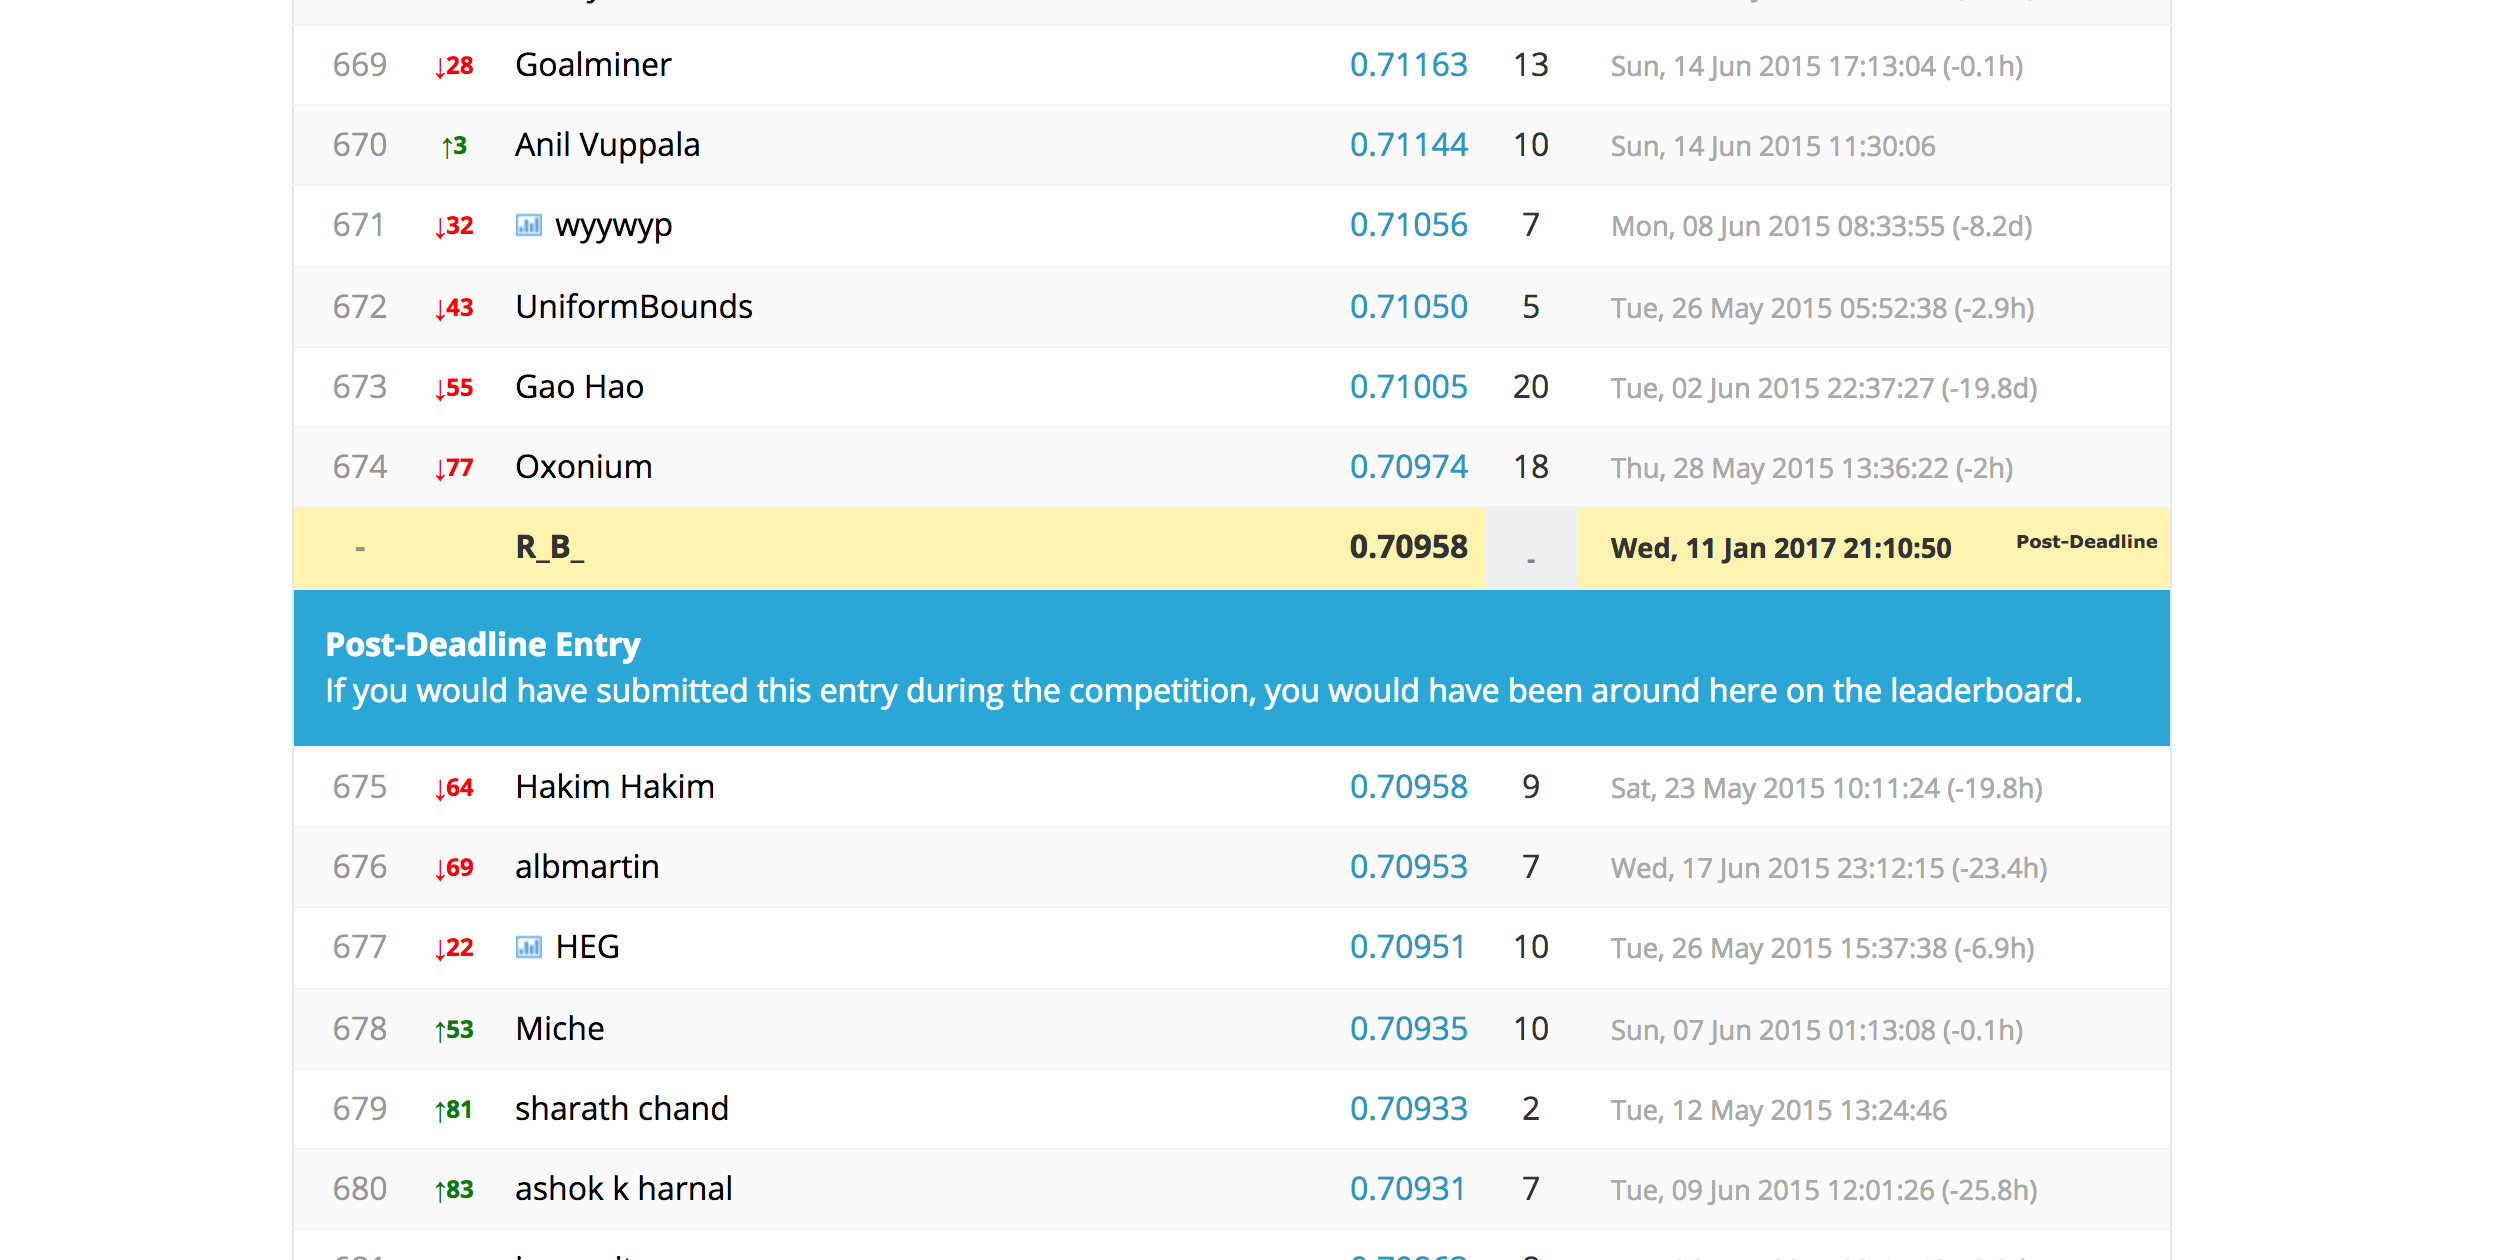 669 ↓28 Goalminer 0.71163 13 Sun, 14 Jun 2015 17:13:04 (-0.1h)
670 ↑3 Anil Vuppala 0.71144 10 Sun, 14 Jun 2015 11:30:06
671 ↓32 wyywyp 0.71056 7 Mon, 08 Jun 2015 08:33:55 (-8.2d)
672 ↓43 UniformBounds 0.71050 5 Tue, 26 May 2015 05:52:38 (-2.9h)
673 ↓55 Gao Hao 0.71005 20 Tue, 02 Jun 2015 22:37:27 (-19.8d)
674 ↓77 Oxonium 0.70974 18 Thu, 28 May 2015 13:36:22 (-2h)
- R_B_ 0.70958 - Wed, 11 Jan 2017 21:10:50 Post-Deadline
Post-Deadline Entry
If you would have submitted this entry during the competition, you would have been around here on the leaderboard.
675 ↓64 Hakim Hakim 0.70958 9 Sat, 23 May 2015 10:11:24 (-19.8h)
676 ↓69 albmartin 0.70953 7 Wed, 17 Jun 2015 23:12:15 (-23.4h)
677 ↓22 HEG 0.70951 10 Tue, 26 May 2015 15:37:38 (-6.9h)
678 ↑53 Miche 0.70935 10 Sun, 07 Jun 2015 01:13:08 (-0.1h)
679 ↑81 sharath chand 0.70933 2 Tue, 12 May 2015 13:24:46
680 ↑83 ashok k harnal 0.70931 7 Tue, 09 Jun 2015 12:01:26 (-25.8h)